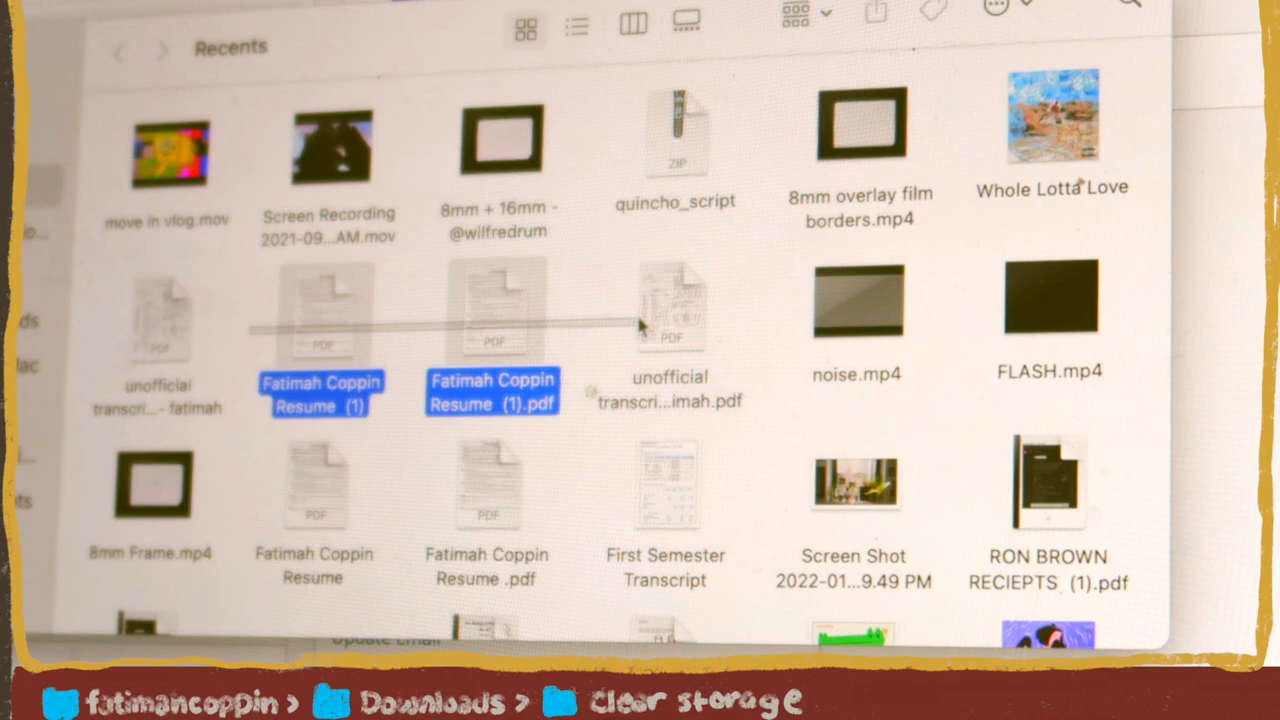 Recents
ZIP
move in vlog.mov
Screen Recording
2021-09...AM.mov
8mm + 16mm -
@wilfredrum
quincho_script
8mm overlay film
borders.mp4
Whole Lotta Love
PDF
PDF
PDF
PDF
unofficial
transcri...- fatimah
Fatimah Coppin
Resume (1)
Fatimah Coppin
Resume (1).pdf
unofficial
transcri...imah.pdf
noise.mp4
FLASH.mp4
PDF
PDF
8mm Frame.mp4
Fatimah Coppin
Resume
Fatimah Coppin
Resume .pdf
First Semester
Transcript
Screen Shot
2022-01...9.49 PM
RON BROWN
RECIEPTS (1).pdf
Update Email
fatimahcoppin > Downloads > Clear storage